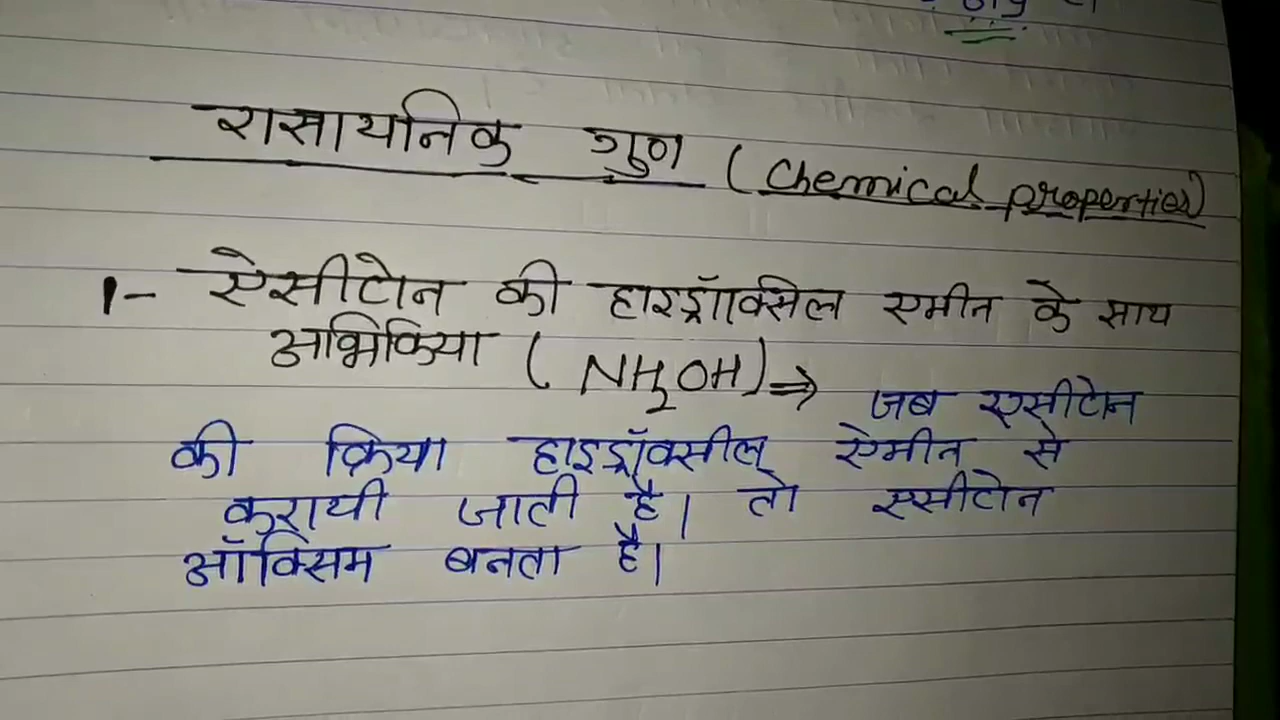 रासायनिक गुण (Chemical properties)
1- ऐसीटोन की हाइड्रॉक्सिल एमीन के साथ
अभिक्रिया (NH₂OH) ⇒
जब एसीटोन
की क्रिया हाइड्रॉक्सील ऐमीन से
करायी जाती है। तो एसीटोन
ऑक्सिम बनता है।